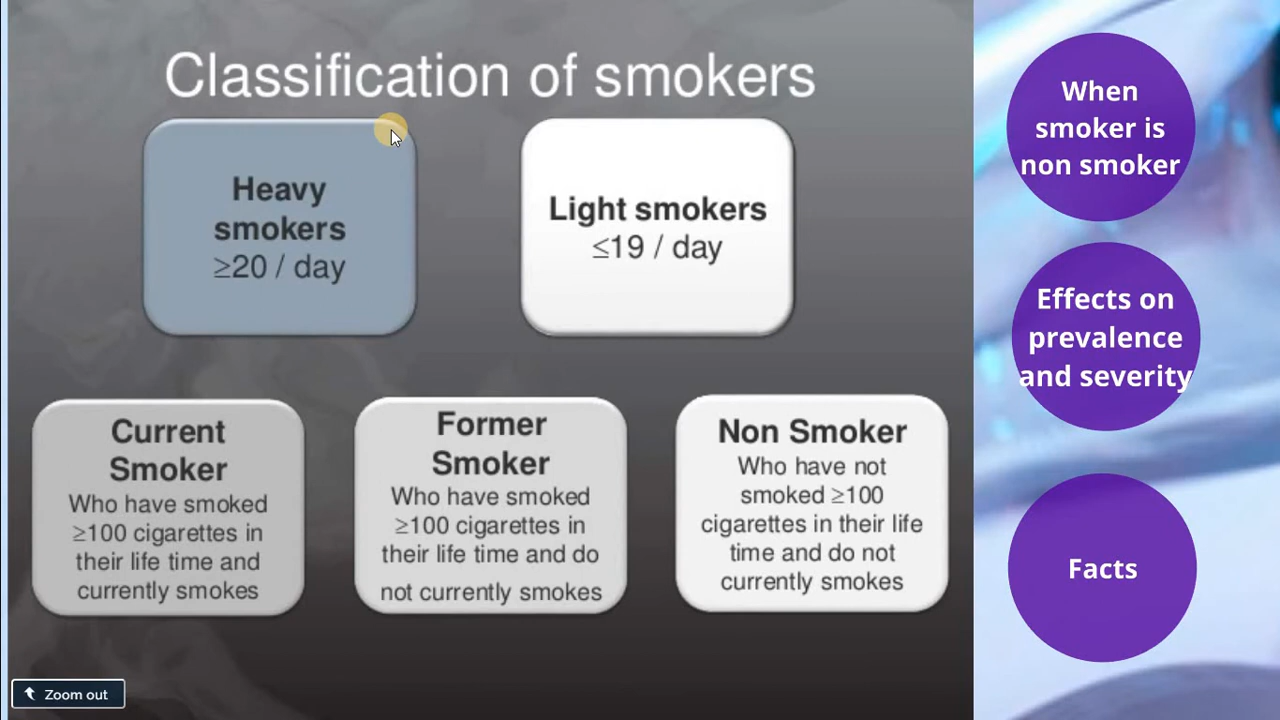 Classification of smokers
Heavy
smokers
≥20 / day
Light smokers
≤19 / day
Current
Smoker
Who have smoked
≥100 cigarettes in
their life time and
currently smokes
Former
Smoker
Who have smoked
≥100 cigarettes in
their life time and do
not currently smokes
Non Smoker
Who have not
smoked ≥100
cigarettes in their life
time and do not
currently smokes
When
smoker is
non smoker
Effects on
prevalence
and severity
Facts
Zoom out